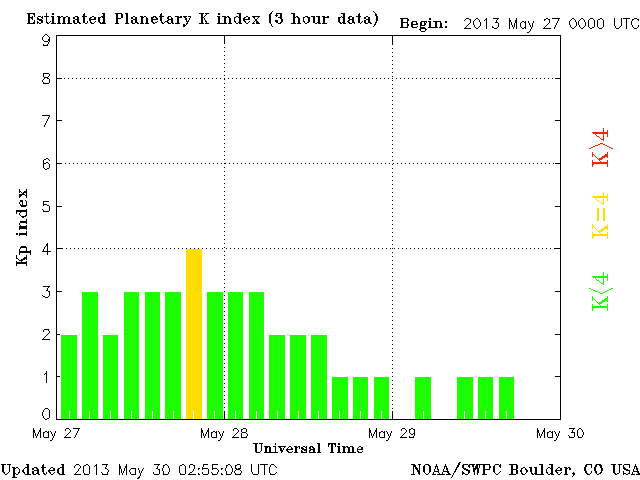 Estimated Planetary K index (3 hour data) Begin: 2013 May 27 0000 UTC
9
8
7
6
5
4
3
2
1
0
Kp index
K>4
K=4
K<4
May 27 May 28 May 29 May 30
Universal Time
Updated 2013 May 30 02:55:08 UTC NOAA/SWPC Boulder, CO USA